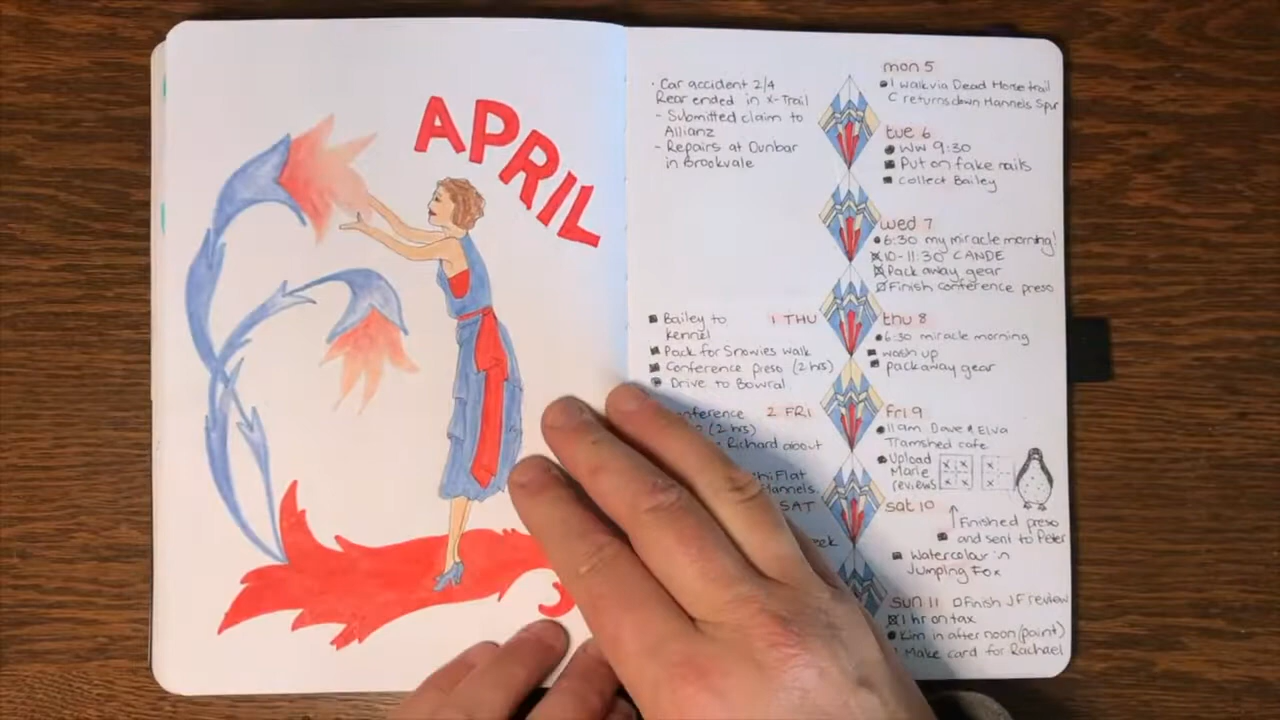 APRIL
· Car accident 2/4
Rear ended in X-Trail
- Submitted claim to
Allianz
- Repairs at Dunbar
in Brookvale
Bailey to 1 THU
Kennel
Pack for Snowies walk
Conference preso (2 hrs)
Drive to Bowral
2 FRI
(2 hrs)
Richard about
Flat
Hannels.
SAT
mon 5
1 walk via Dead Horse trail
C returns down Hannels Spur
tue 6
WW 9:30
Put on fake nails
Collect Bailey
wed 7
6:30 my miracle morning!
10-11:30 CANDE
Pack away gear
Finish conference preso
thu 8
6:30 miracle morning
wash up
pack away gear
Fri 9
11am Dave & Elva
Tramshed cafe
Upload
Marie
reviews
sat 10
Finished preso
and sent to Peter
Watercolour in
Jumping Fox
sun 11 Finish JF review
1 hr on tax
Kim in after noon (paint)
Make card for Rachael